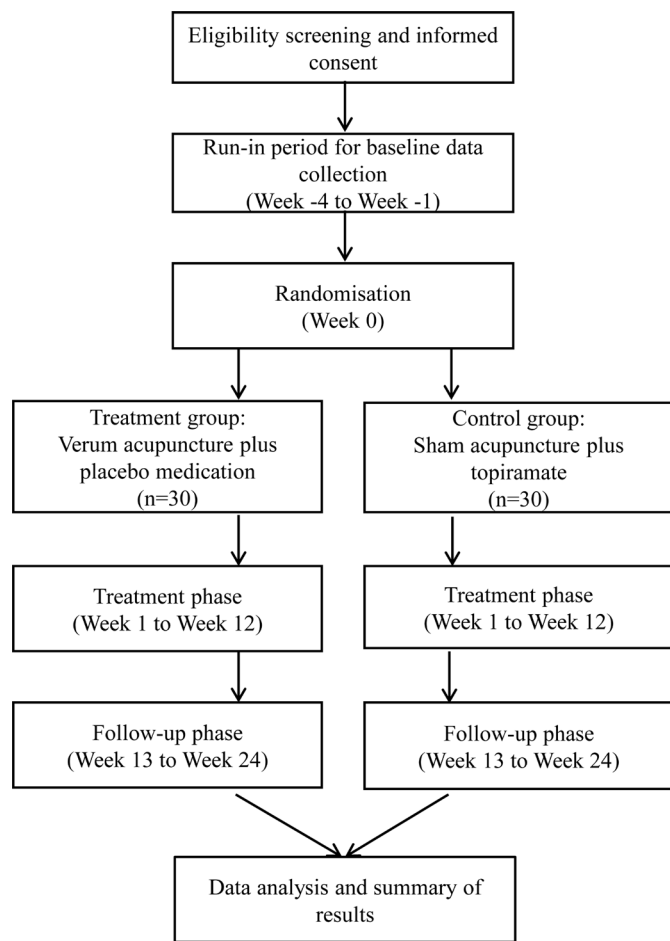 Eligibility screening and informed
consent
Run-in period for baseline data
collection
(Week -4 to Week -1)
Randomisation
(Week 0)
Treatment group:
Verum acupuncture plus
placebo medication
(n=30)
Control group:
Sham acupuncture plus
topiramate
(n=30)
Treatment phase
(Week 1 to Week 12)
Treatment phase
(Week 1 to Week 12)
Follow-up phase
(Week 13 to Week 24)
Follow-up phase
(Week 13 to Week 24)
Data analysis and summary of
results